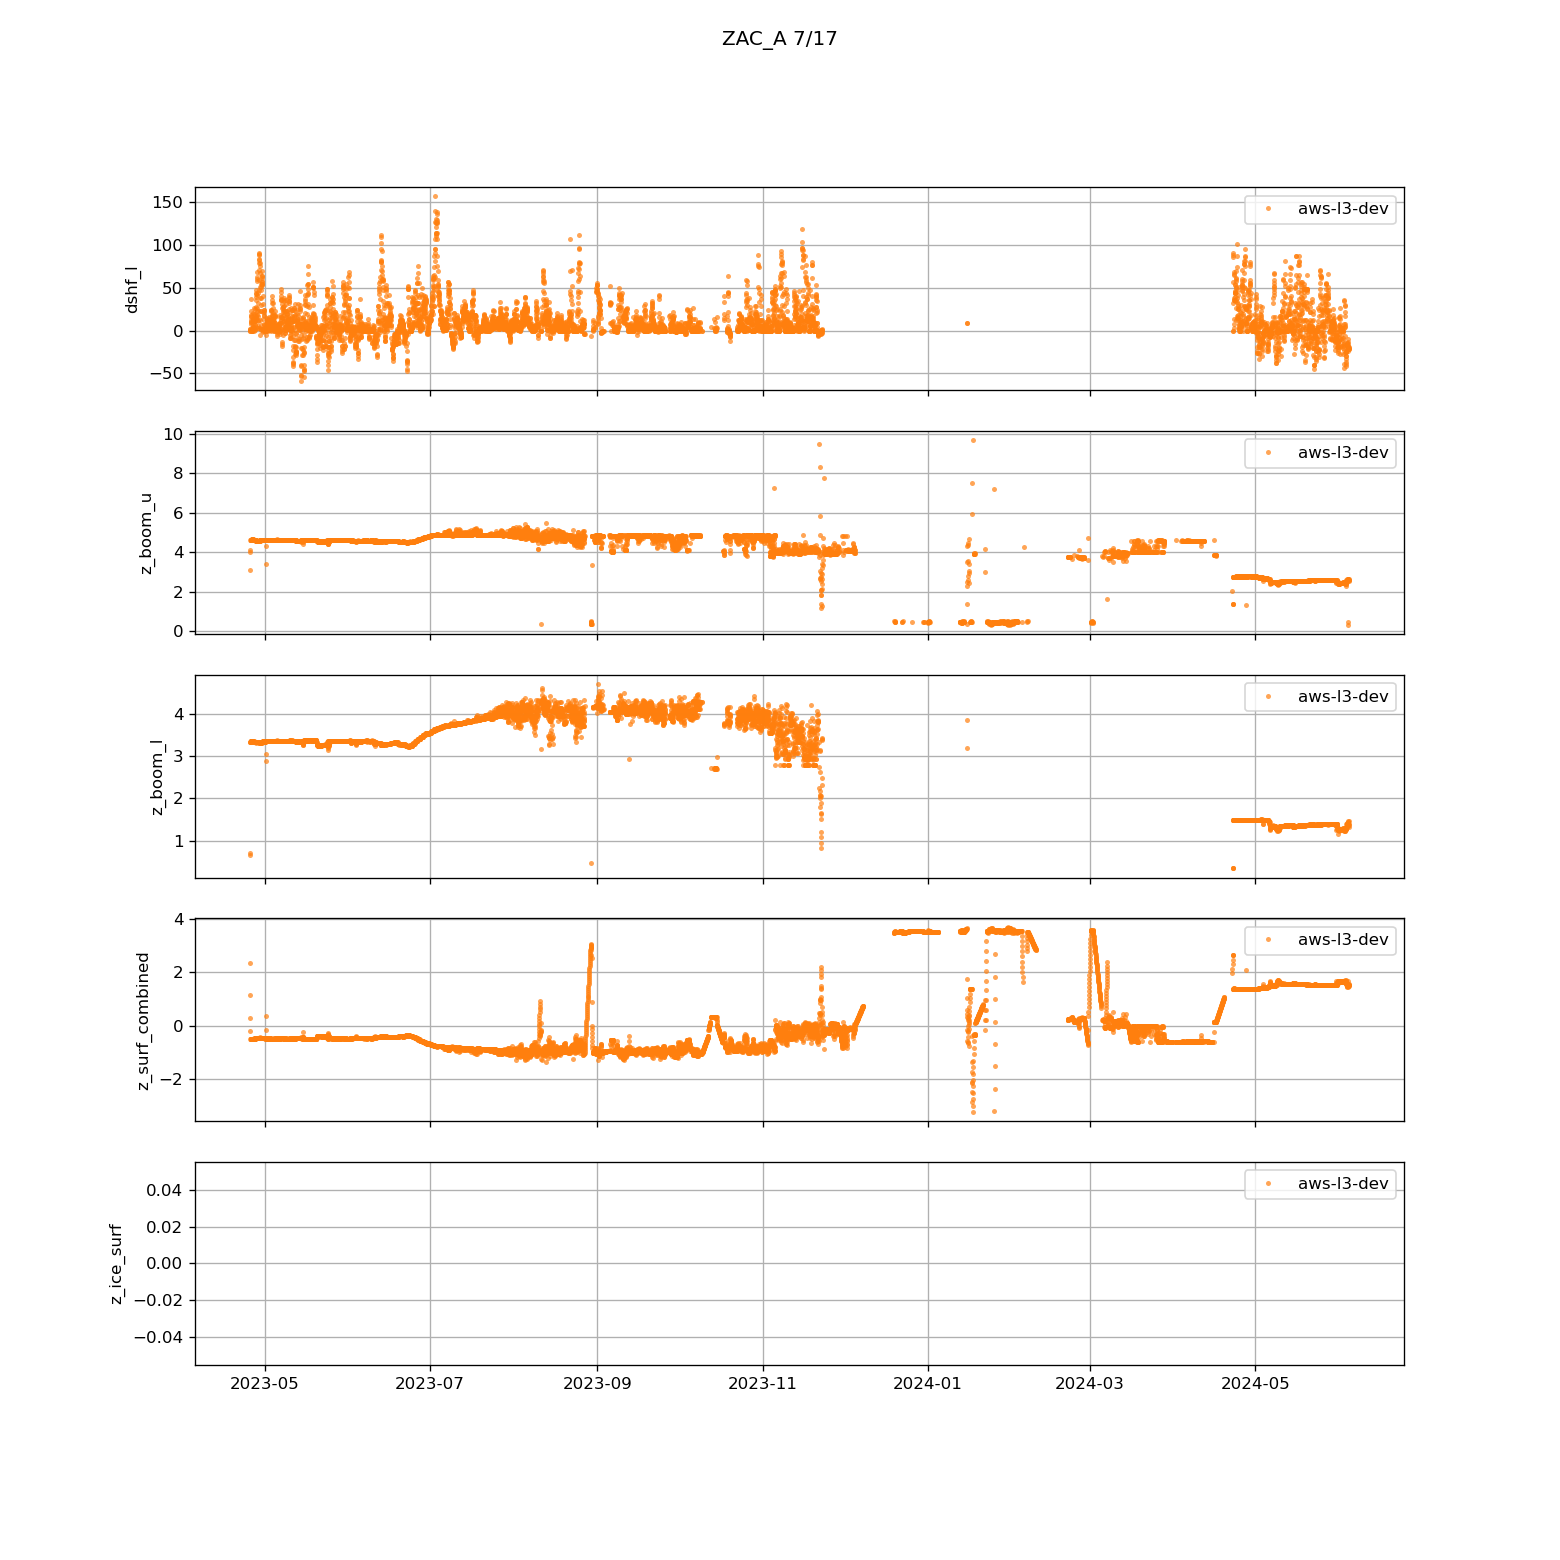 ZAC_A 7/17
150
100
50
0
−50
dshf_l
aws-l3-dev
10
8
6
4
2
0
z_boom_u
aws-l3-dev
4
3
2
1
z_boom_l
aws-l3-dev
4
2
0
−2
z_surf_combined
aws-l3-dev
0.04
0.02
0.00
−0.02
−0.04
z_ice_surf
aws-l3-dev
2023-05 2023-07 2023-09 2023-11 2024-01 2024-03 2024-05